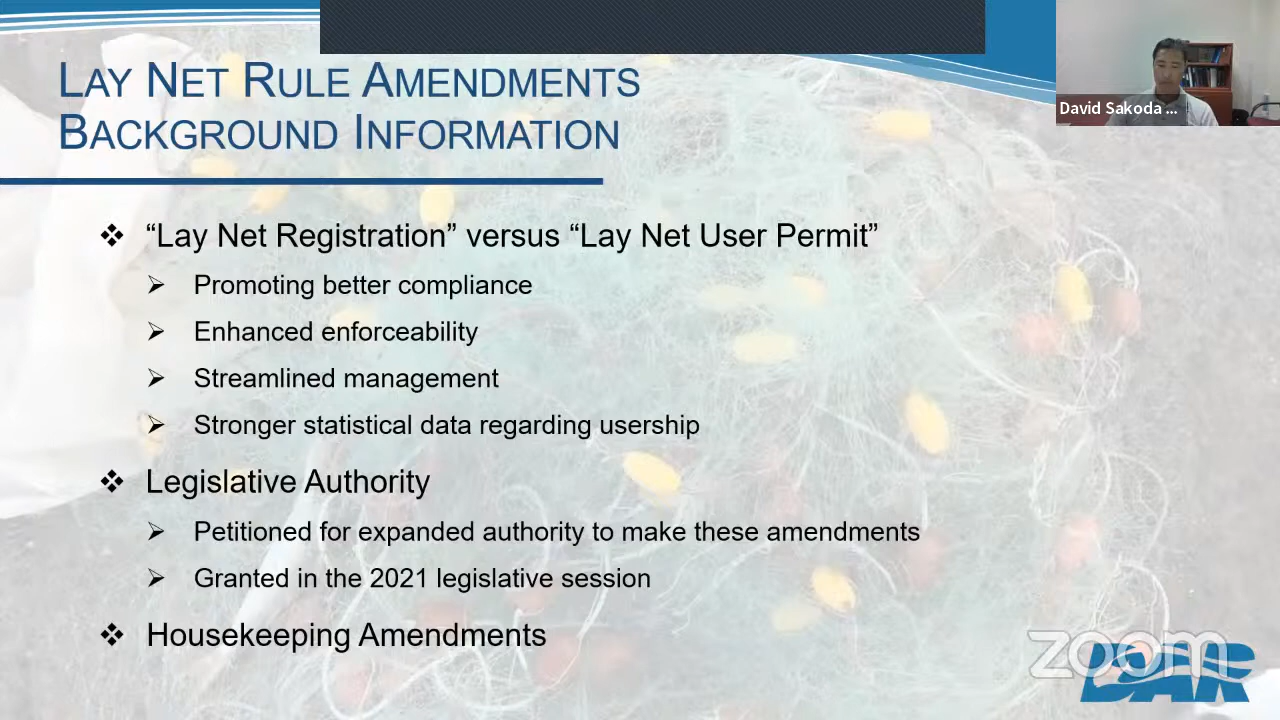 LAY NET RULE AMENDMENTS
BACKGROUND INFORMATION
David Sakoda ...
❖ “Lay Net Registration” versus “Lay Net User Permit”
➢ Promoting better compliance
➢ Enhanced enforceability
➢ Streamlined management
➢ Stronger statistical data regarding usership
❖ Legislative Authority
➢ Petitioned for expanded authority to make these amendments
➢ Granted in the 2021 legislative session
❖ Housekeeping Amendments
zoom
DAR